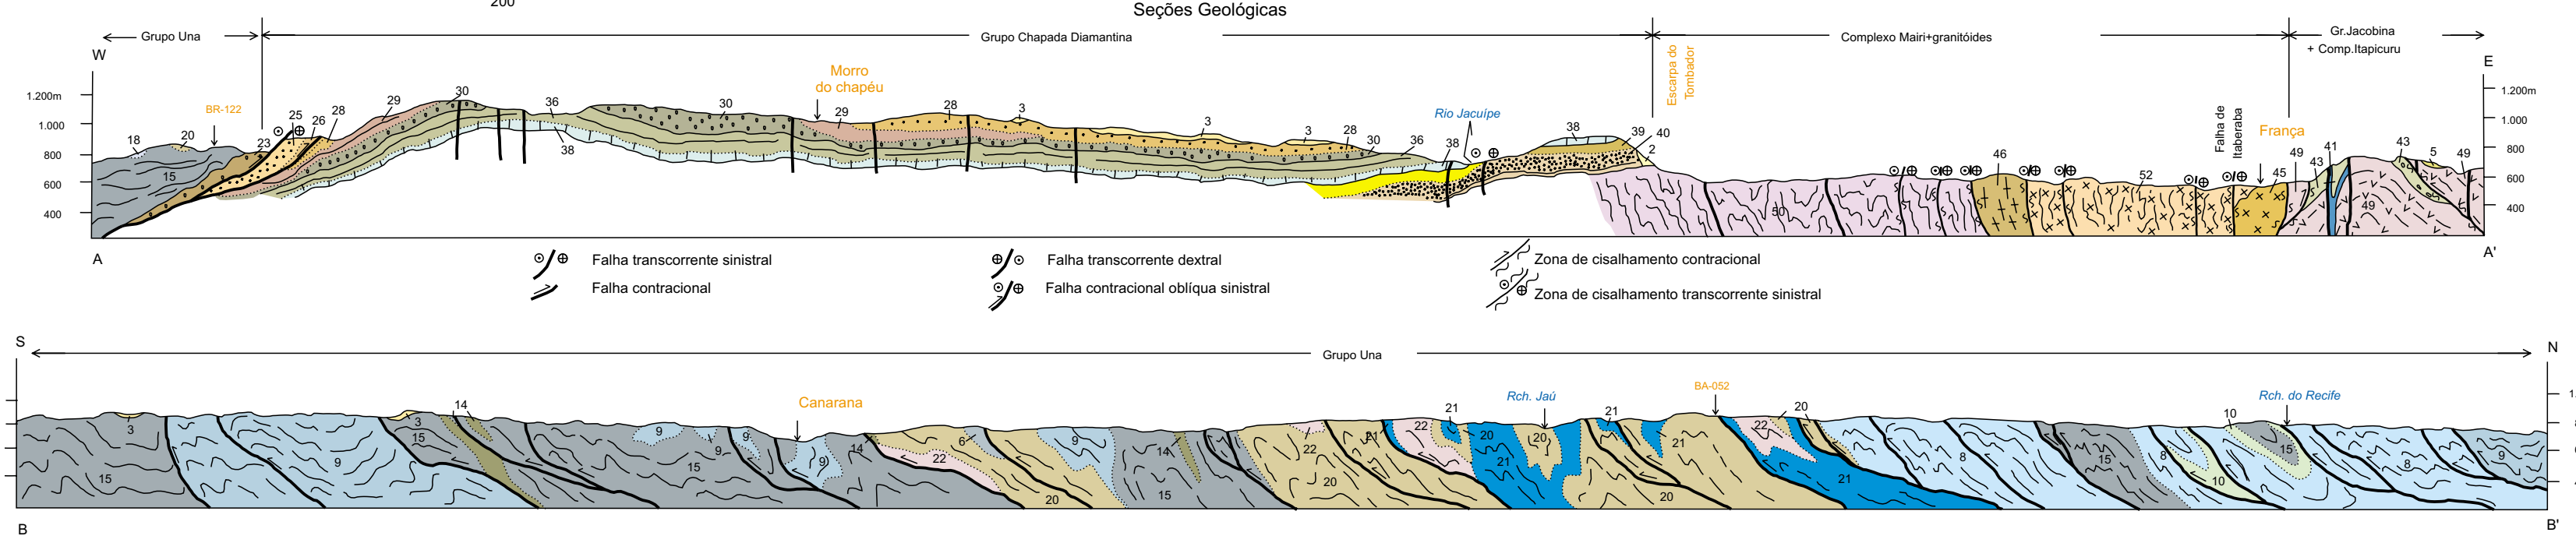 200
Seções Geológicas
Grupo Una
Grupo Chapada Diamantina
Complexo Mairi+granitóides
Gr.Jacobina
+ Comp.Itapicuru
W
E
Escarpa do
Tombador
Morro
do chapéu
BR-122
Rio Jacuípe
Falha de
Itaberaba
França
1.200m
1.000
800
600
400
1.200m
1.000
800
600
400
18 20 15 23 25 26 28 29 30 36 38 30 29 28 3 3 3 28 30 36 38 38 39 40 2 50 46 52 45 49 43 41 49 43 5 49
A
A'
Falha transcorrente sinistral
Falha contracional
Falha transcorrente dextral
Falha contracional oblíqua sinistral
Zona de cisalhamento contracional
Zona de cisalhamento transcorrente sinistral
S
N
Grupo Una
Canarana
Rch. Jaú
BA-052
Rch. do Recife
3 15 9 3 15 14 9 15 9 9 9 14 22 6 20 9 14 15 22 20 21 22 21 20 21 20 21 21 20 22 20 21 8 15 8 10 10 15 8 9
1.
B
B'